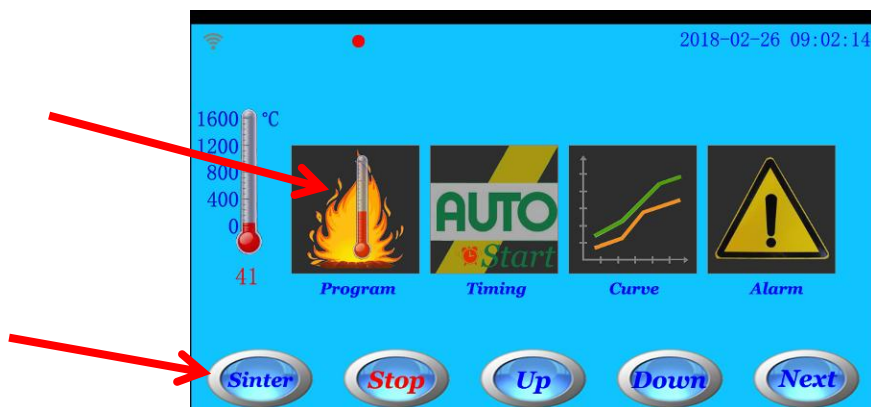 2018-02-26 09:02:14
1600 ℃
1200
800
400
0
41
AUTO
Start
Program Timing Curve Alarm
Sinter Stop Up Down Next